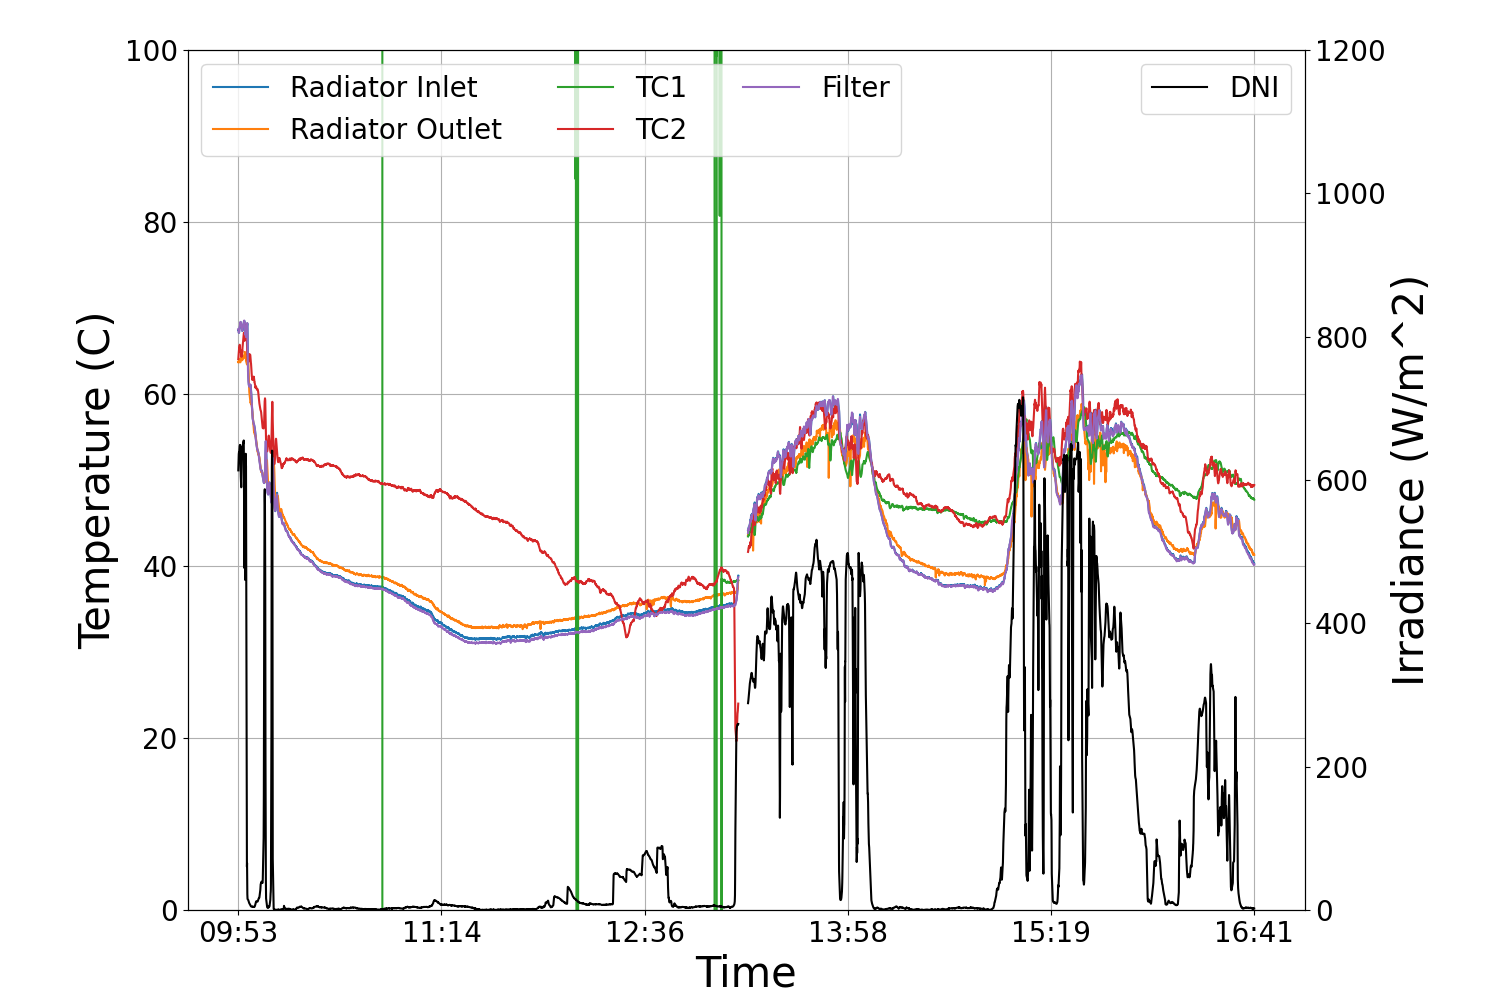 100
80
60
40
20
0
Temperature (C)
Radiator Inlet
Radiator Outlet
TC1
TC2
Filter
DNI
1200
1000
800
600
400
200
0
Irradiance (W/m^2)
09:53 11:14 12:36 13:58 15:19 16:41
Time